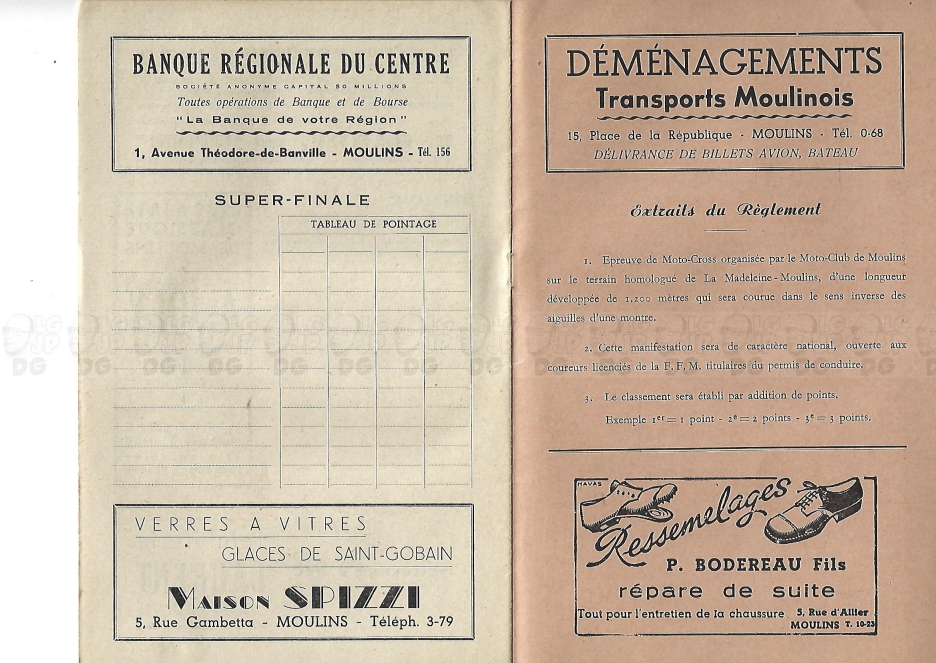 BANQUE RÉGIONALE DU CENTRE
SOCIÉTÉ ANONYME CAPITAL 50 MILLIONS
Toutes opérations de Banque et de Bourse
"La Banque de votre Région"
1, Avenue Théodore-de-Banville - MOULINS - Tél. 156
SUPER-FINALE
TABLEAU DE POINTAGE
VERRES A VITRES
GLACES DE SAINT-GOBAIN
MAISON SPIZZI
5, Rue Gambetta - MOULINS - Téléph. 3-79
DÉMÉNAGEMENTS
Transports Moulinois
15, Place de la République - MOULINS - Tél. 0-68
DÉLIVRANCE DE BILLETS AVION, BATEAU
Extraits du Règlement
1. Epreuve de Moto-Cross organisée par le Moto-Club de Moulins
sur le terrain homologué de La Madeleine-Moulins, d'une longueur
développée de 1.200 mètres qui sera courue dans le sens inverse des
aiguilles d'une montre.
2. Cette manifestation sera de caractère national, ouverte aux
coureurs licenciés de la F.F.M. titulaires du permis de conduire.
3. Le classement sera établi par addition de points.
Exemple 1er = 1 point - 2e = 2 points - 3e = 3 points.
HAVAS
Ressemelages
P. BODEREAU Fils
répare de suite
Tout pour l'entretien de la chaussure 5, Rue d'Allier
MOULINS T. 10-23